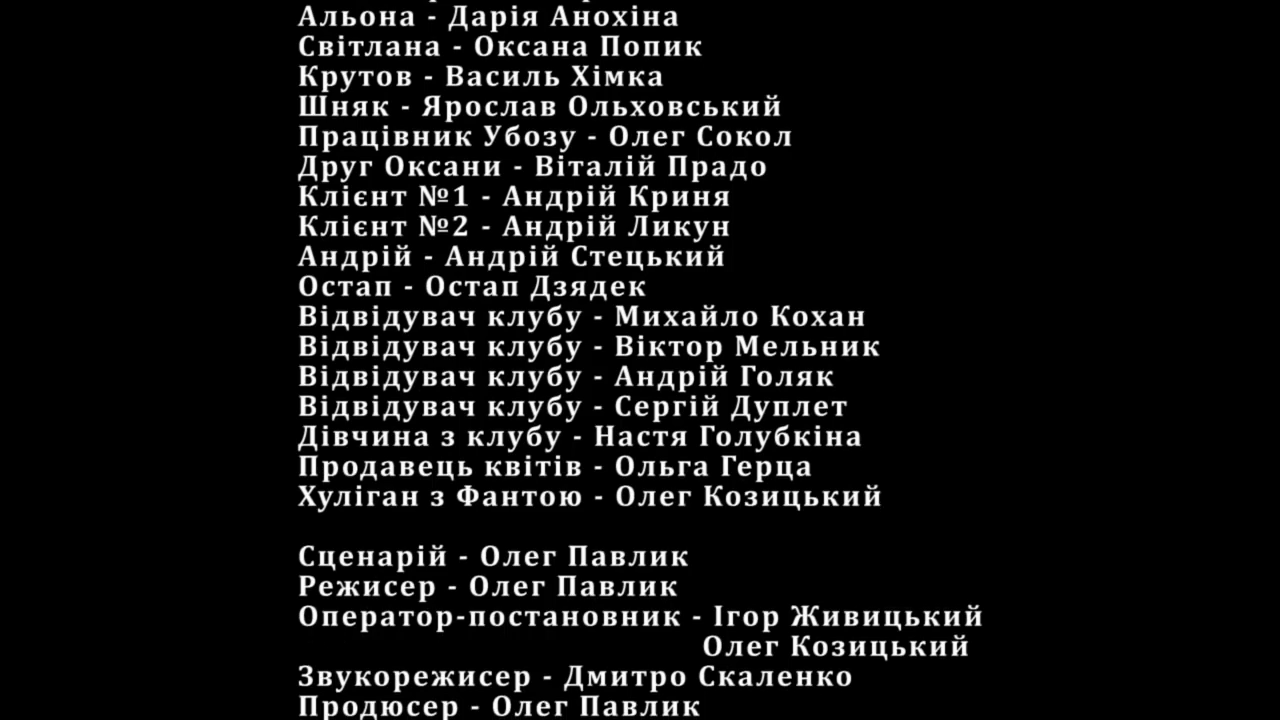 Альона - Дарія Анохіна
Світлана - Оксана Попик
Крутов - Василь Хімка
Шняк - Ярослав Ольховський
Працівник Убозу - Олег Сокол
Друг Оксани - Віталій Прадо
Клієнт №1 - Андрій Криня
Клієнт №2 - Андрій Ликун
Андрій - Андрій Стецький
Остап - Остап Дзядек
Відвідувач клубу - Михайло Кохан
Відвідувач клубу - Віктор Мельник
Відвідувач клубу - Андрій Голяк
Відвідувач клубу - Сергій Дуплет
Дівчина з клубу - Настя Голубкіна
Продавець квітів - Ольга Герца
Хуліган з Фантою - Олег Козицький
Сценарій - Олег Павлик
Режисер - Олег Павлик
Оператор-постановник - Ігор Живицький
Олег Козицький
Звукорежисер - Дмитро Скаленко
Продюсер - Олег Павлик